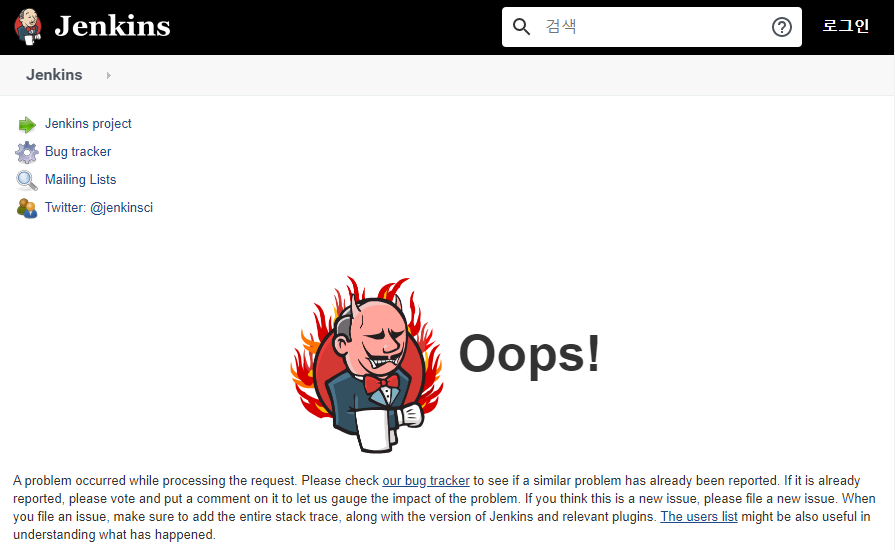 Jenkins
검색
로그인
Jenkins
Jenkins project
Bug tracker
Mailing Lists
Twitter: @jenkinsci
Oops!
A problem occurred while processing the request. Please check our bug tracker to see if a similar problem has already been reported. If it is already
reported, please vote and put a comment on it to let us gauge the impact of the problem. If you think this is a new issue, please file a new issue. When
you file an issue, make sure to add the entire stack trace, along with the version of Jenkins and relevant plugins. The users list might be also useful in
understanding what has happened.